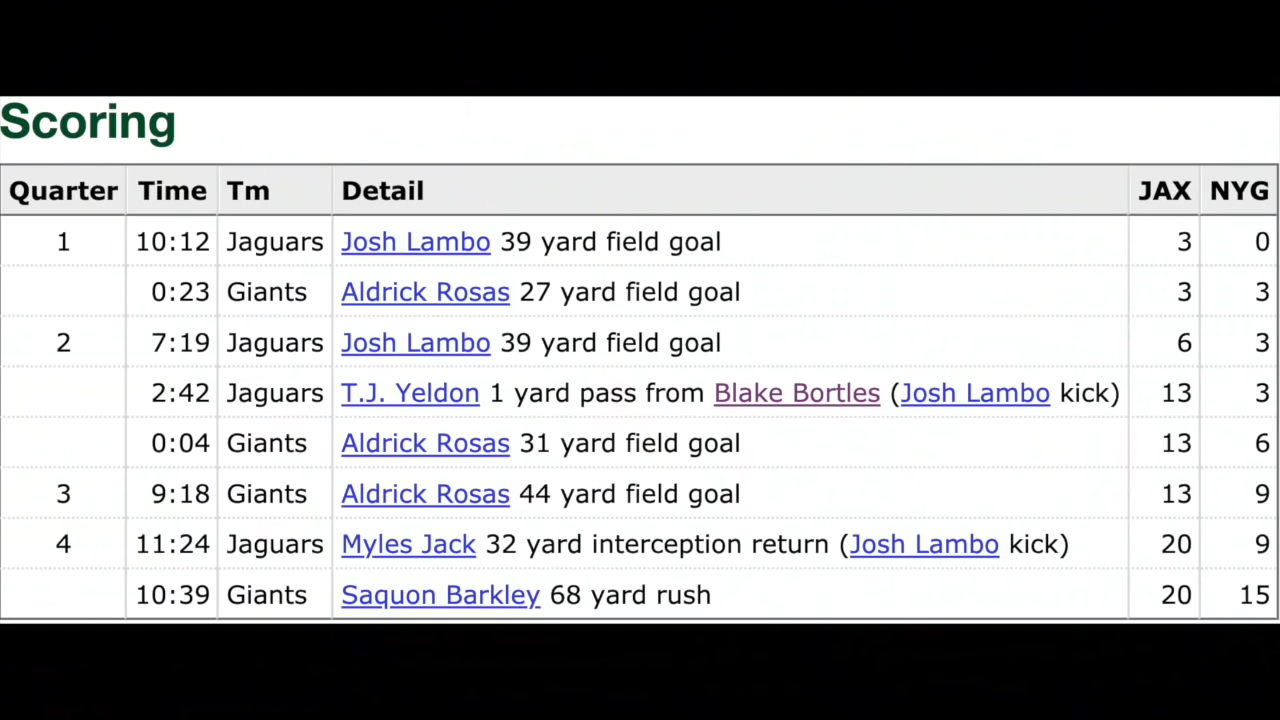 Scoring
Quarter Time Tm Detail JAX NYG
1 10:12 Jaguars Josh Lambo 39 yard field goal 3 0
0:23 Giants Aldrick Rosas 27 yard field goal 3 3
2 7:19 Jaguars Josh Lambo 39 yard field goal 6 3
2:42 Jaguars T.J. Yeldon 1 yard pass from Blake Bortles (Josh Lambo kick) 13 3
0:04 Giants Aldrick Rosas 31 yard field goal 13 6
3 9:18 Giants Aldrick Rosas 44 yard field goal 13 9
4 11:24 Jaguars Myles Jack 32 yard interception return (Josh Lambo kick) 20 9
10:39 Giants Saquon Barkley 68 yard rush 20 15